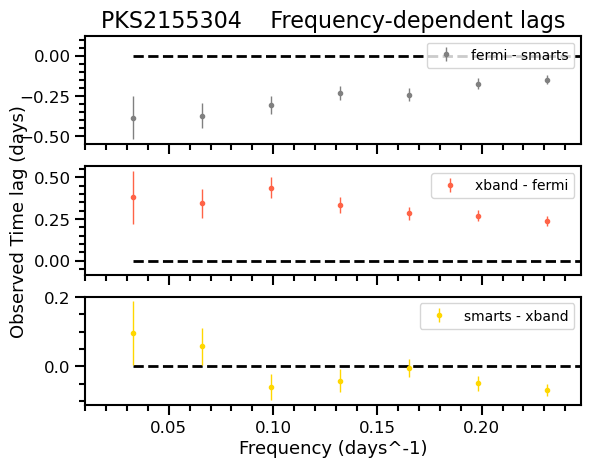 PKS2155304    Frequency-dependent lags
0.00
−0.25
−0.50
fermi - smarts
0.50
0.25
0.00
xband - fermi
Observed Time lag (days)
0.2
0.0
smarts - xband
0.05
0.10
0.15
0.20
Frequency (days^-1)